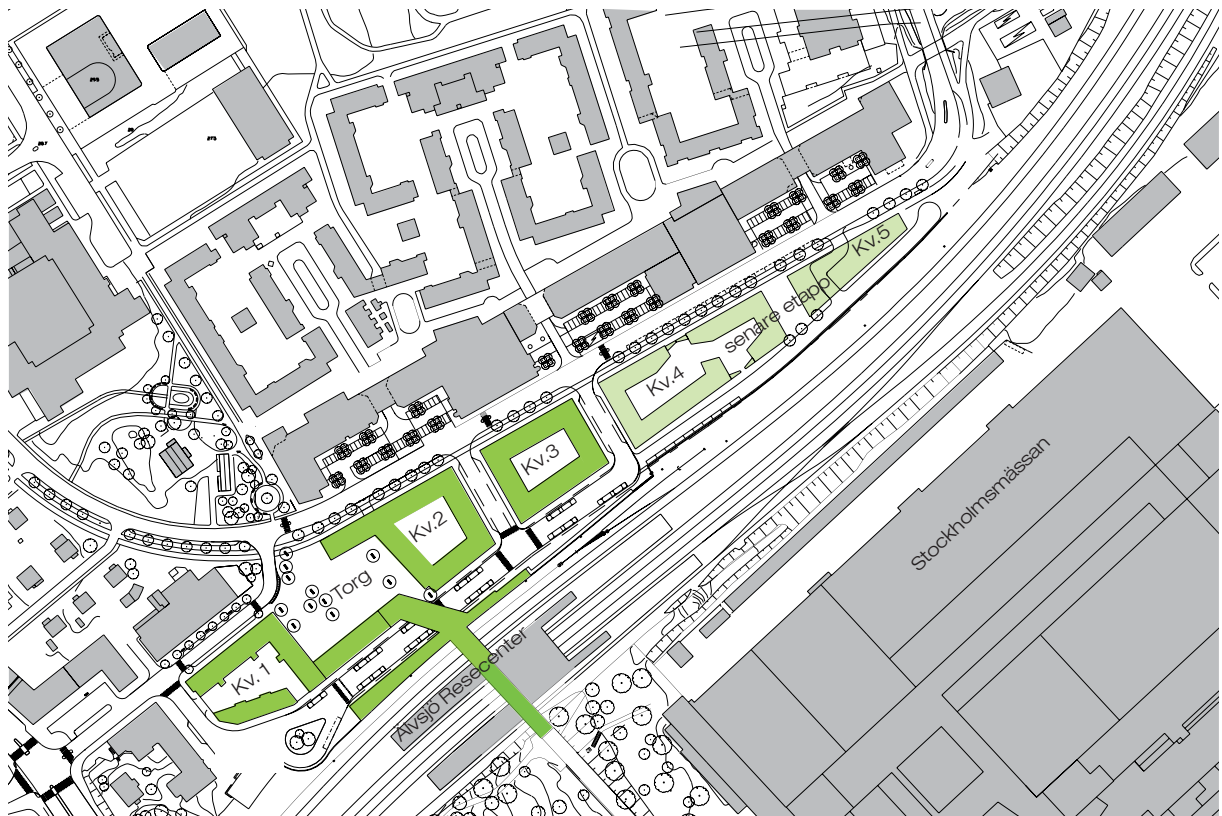 Kv.5
senare etapp
Kv.4
Kv.3
Stockholmsmässan
Kv.2
Torg
Kv. 1
Älvsjö Resecenter